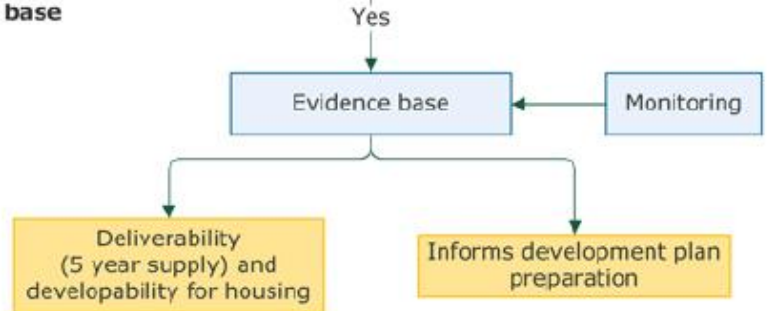 base
Yes
Evidence base
Monitoring
Deliverability
(5 year supply) and
developability for housing
Informs development plan
preparation